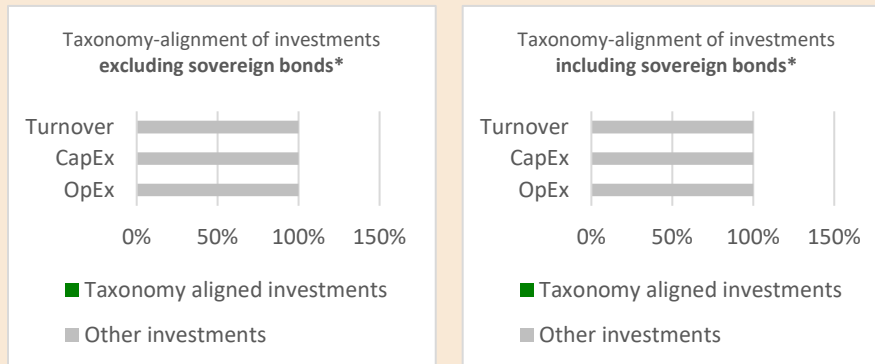 Taxonomy-alignment of investments
excluding sovereign bonds*
Turnover
CapEx
OpEx
0% 50% 100% 150%
Taxonomy aligned investments
Other investments
Taxonomy-alignment of investments
including sovereign bonds*
Turnover
CapEx
OpEx
0% 50% 100% 150%
Taxonomy aligned investments
Other investments